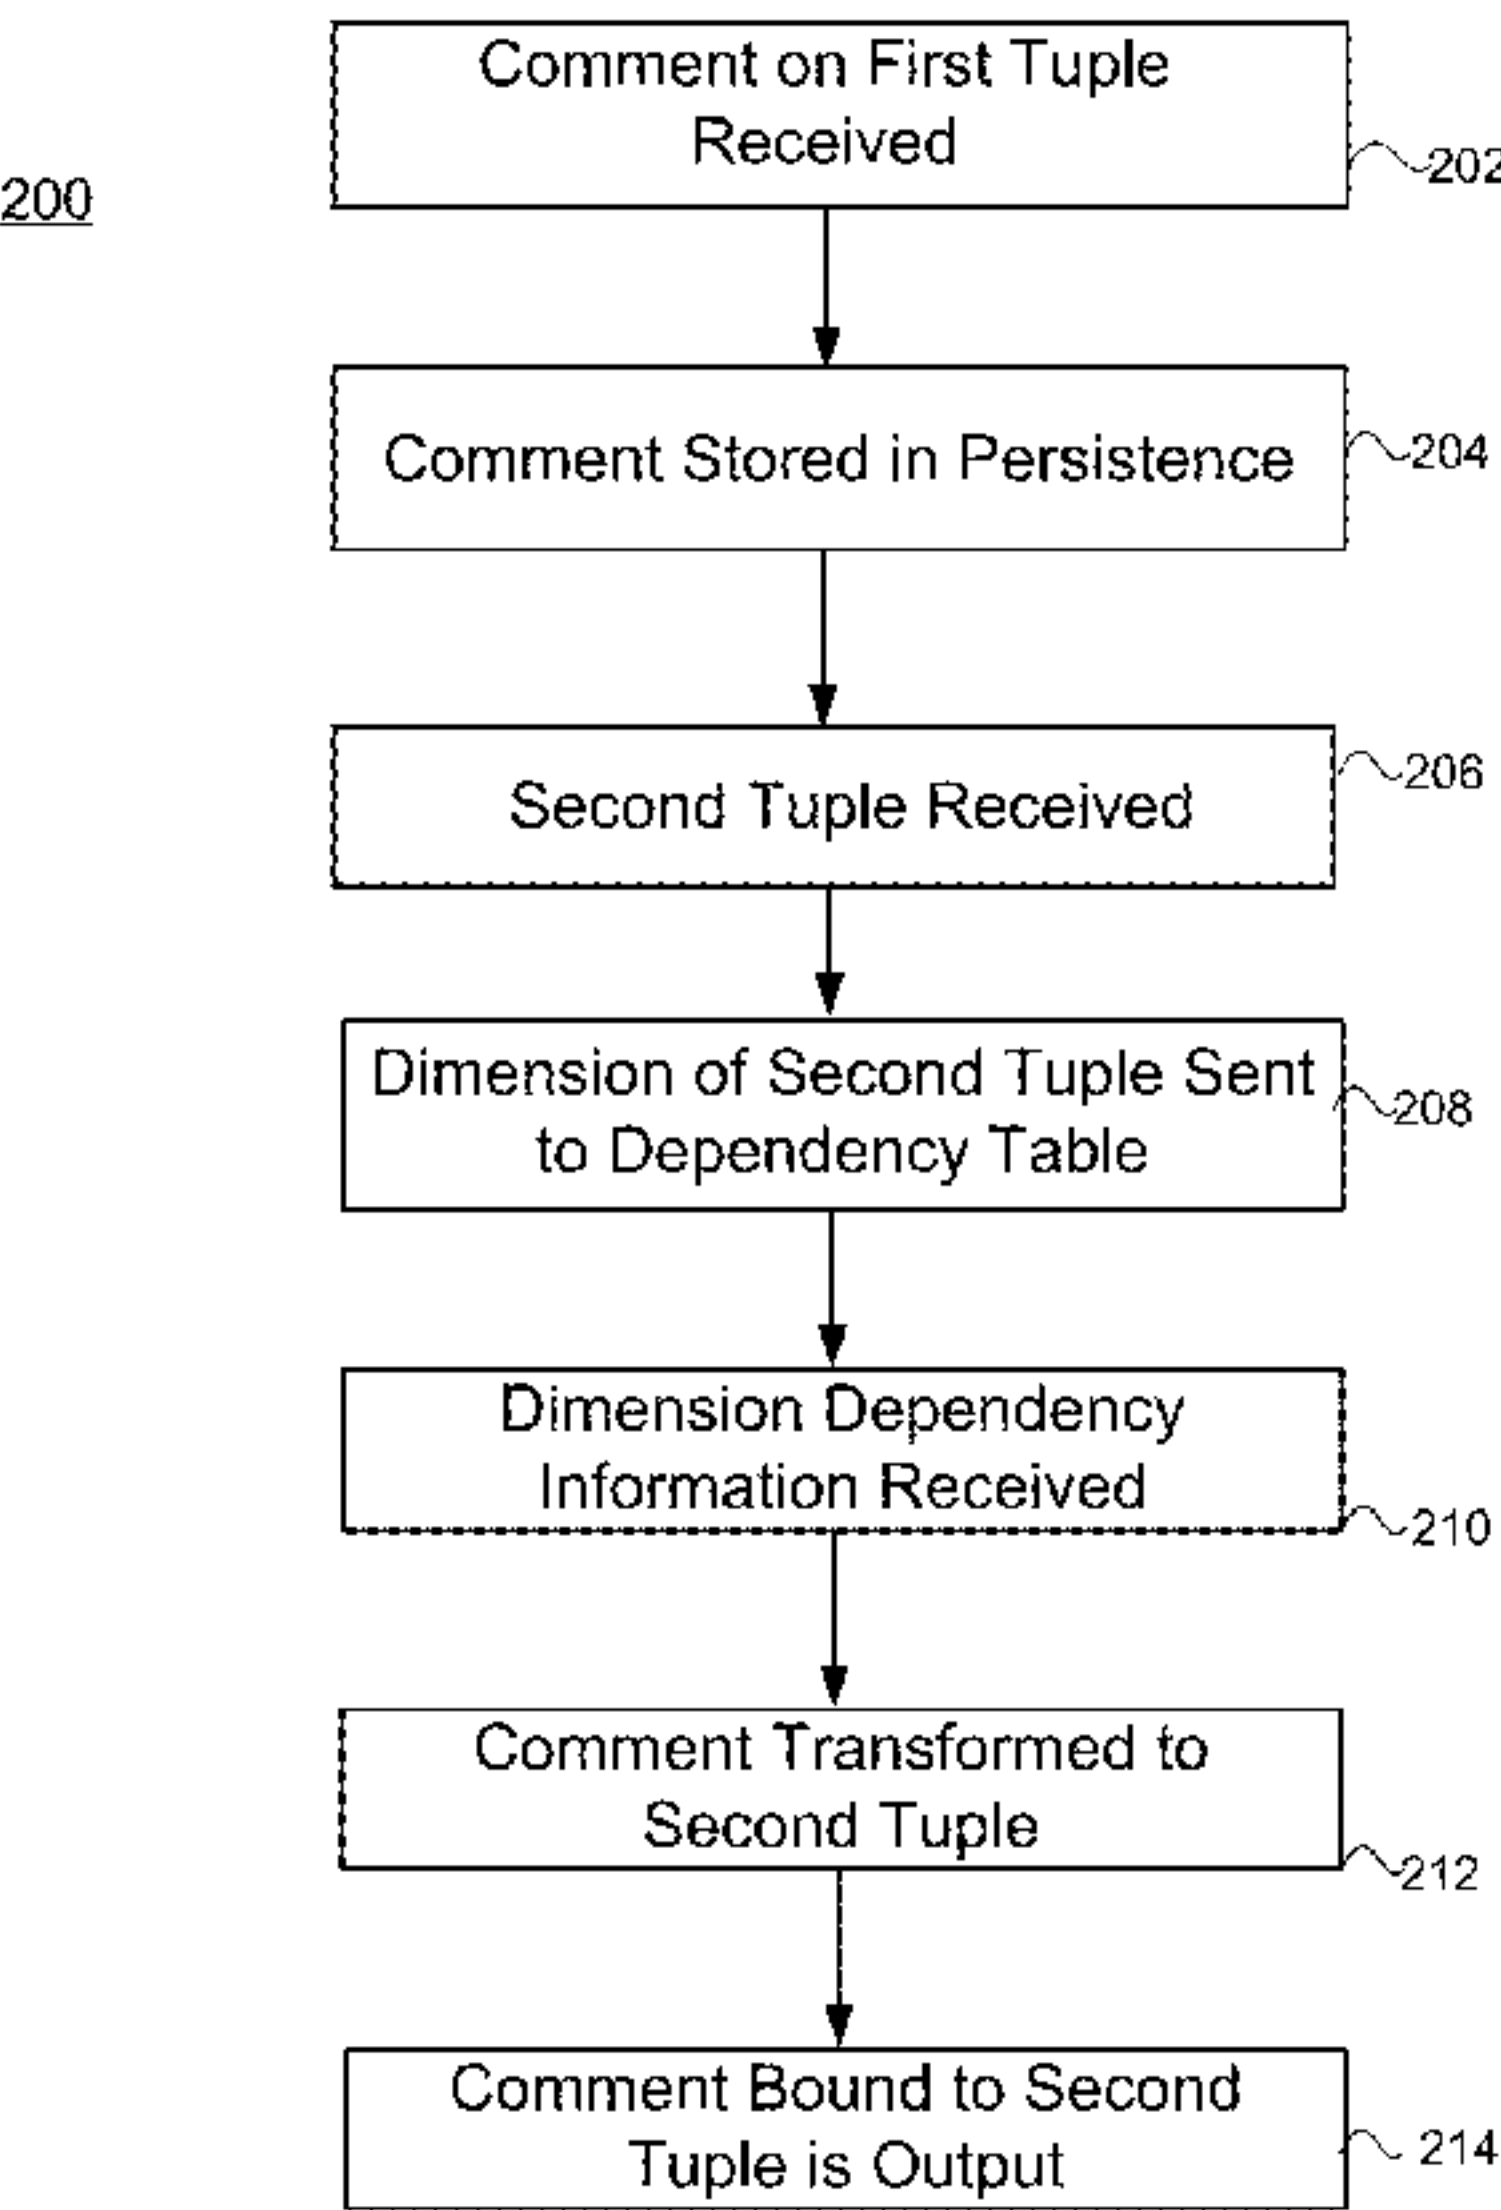 Comment on First Tuple
Received
202
200
Comment Stored in Persistence
204
Second Tuple Received
206
Dimension of Second Tuple Sent
to Dependency Table
208
Dimension Dependency
Information Received
210
Comment Transformed to
Second Tuple
212
Comment Bound to Second
Tuple is Output
214